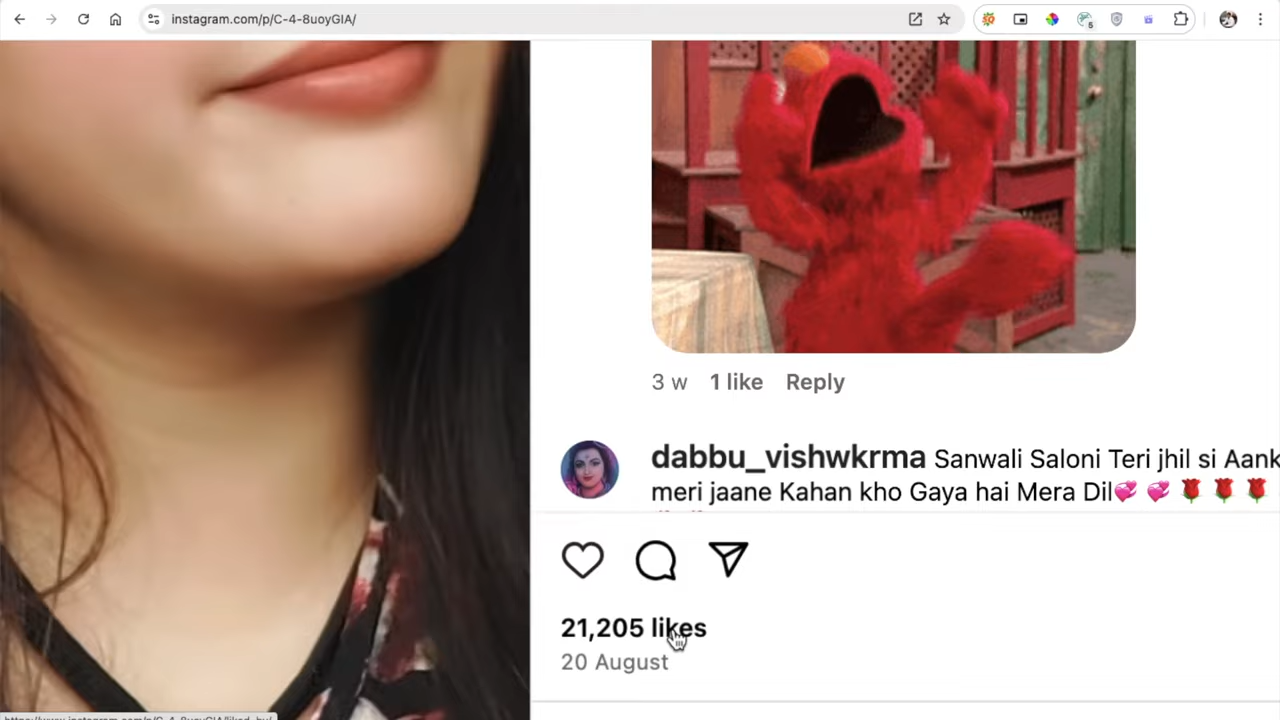 instagram.com/p/C-4-8uoyGIA/
5
3 w 1 like Reply
dabbu_vishwkrma Sanwali Saloni Teri jhil si Aank
meri jaane Kahan kho Gaya hai Mera Dil💞 💞 🌹 🌹 🌹
21,205 likes
20 August